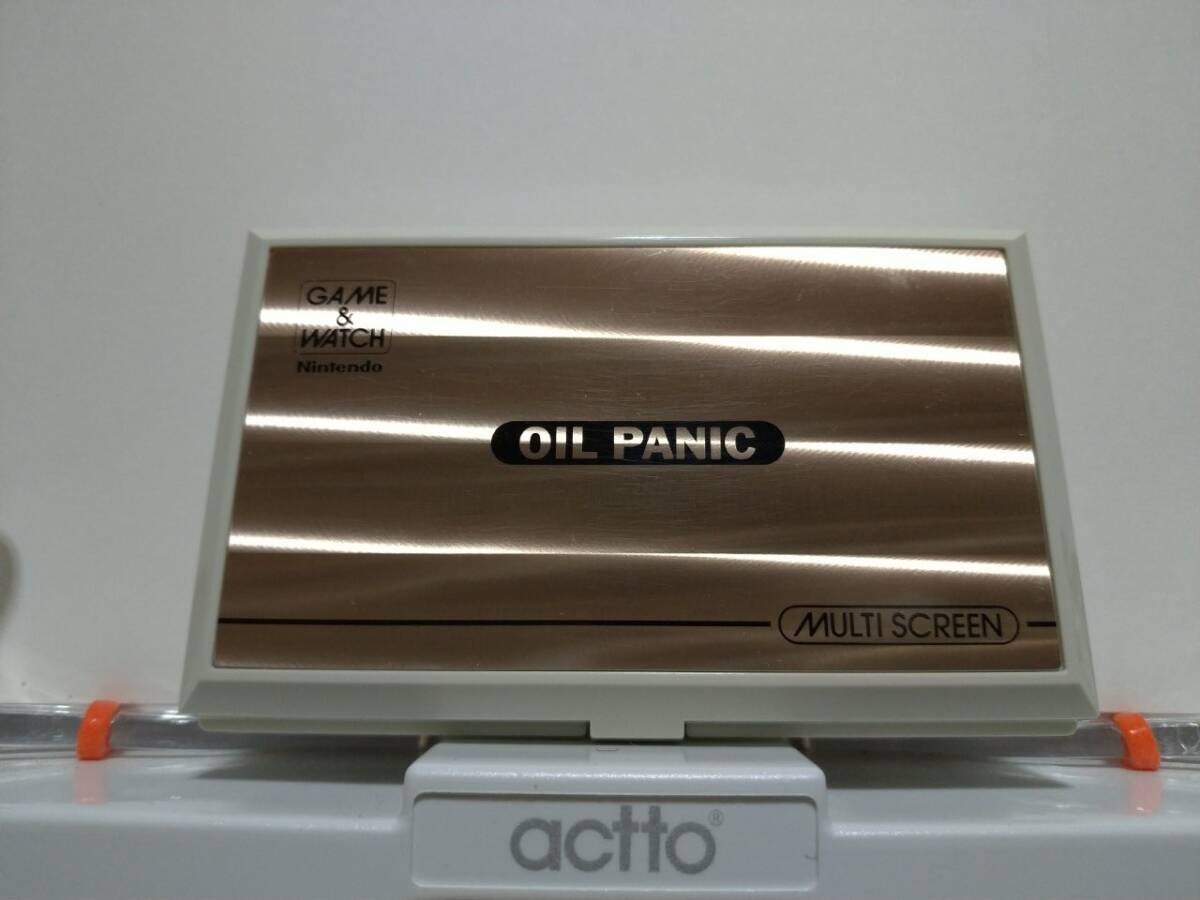 GAME
&
WATCH
Nintendo
OIL PANIC
MULTI SCREEN
actto®